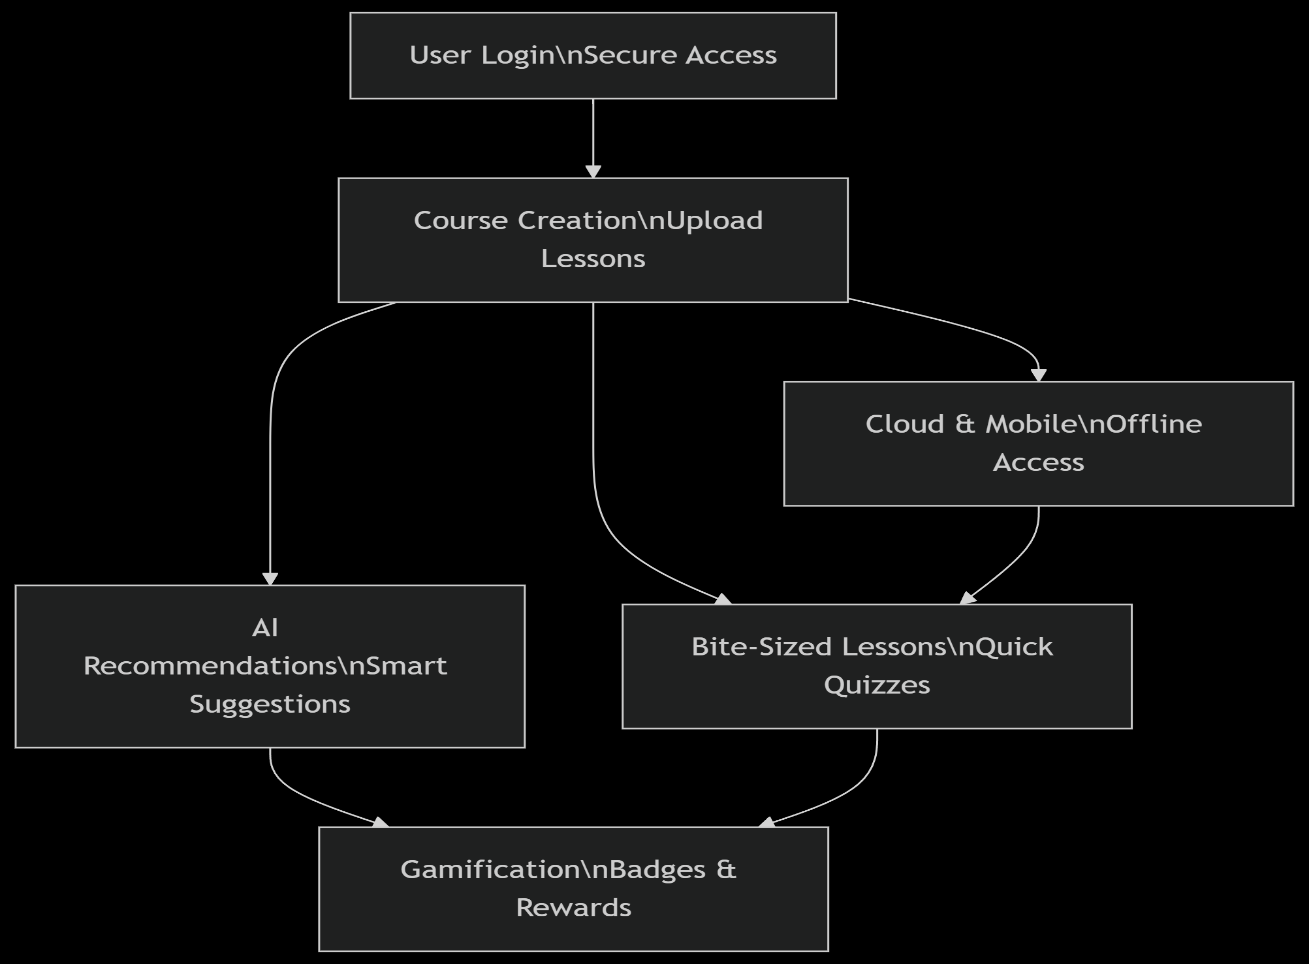 User Login\nSecure Access
Course Creation\nUpload
Lessons
Cloud & Mobile\nOffline
Access
AI
Recommendations\nSmart
Suggestions
Bite-Sized Lessons\nQuick
Quizzes
Gamification\nBadges &
Rewards